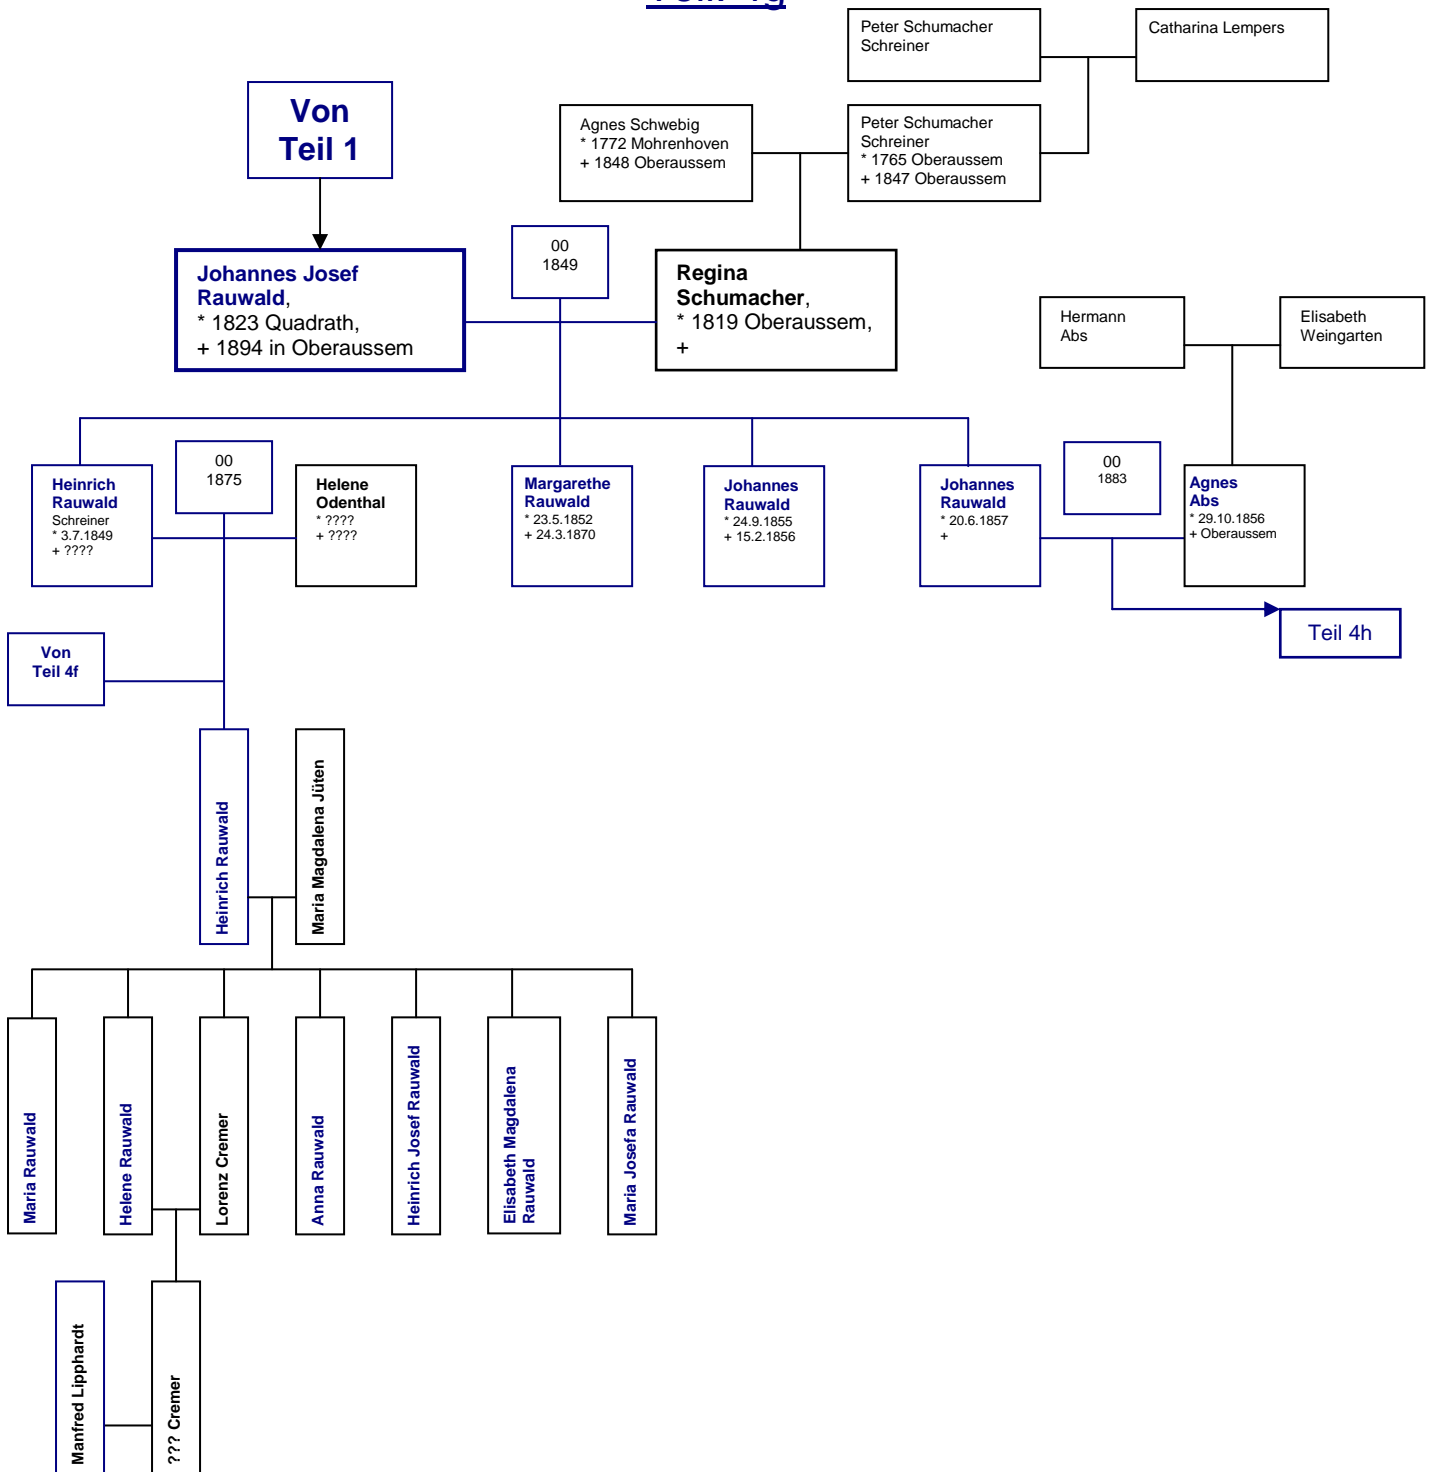 Peter Schumacher
Schreiner
Catharina Lempers
Von
Teil 1
Agnes Schwebig
* 1772 Mohrenhoven
+ 1848 Oberaussem
Peter Schumacher
Schreiner
* 1765 Oberaussem
+ 1847 Oberaussem
Johannes Josef
Rauwald,
* 1823 Quadrath,
+ 1894 in Oberaussem
00
1849
Regina
Schumacher,
* 1819 Oberaussem,
+
Hermann
Abs
Elisabeth
Weingarten
Heinrich
Rauwald
Schreiner
* 3.7.1849
+ ????
00
1875
Helene
Odenthal
* ????
+ ????
Margarethe
Rauwald
* 23.5.1852
+ 24.3.1870
Johannes
Rauwald
* 24.9.1855
+ 15.2.1856
Johannes
Rauwald
* 20.6.1857
+
00
1883
Agnes
Abs
* 29.10.1856
+ Oberaussem
Teil 4h
Von
Teil 4f
Heinrich Rauwald
Maria Magdalena Jüten
Maria Rauwald
Helene Rauwald
Lorenz Cremer
Anna Rauwald
Heinrich Josef Rauwald
Elisabeth Magdalena
Rauwald
Maria Josefa Rauwald
Manfred Lipphardt
??? Cremer